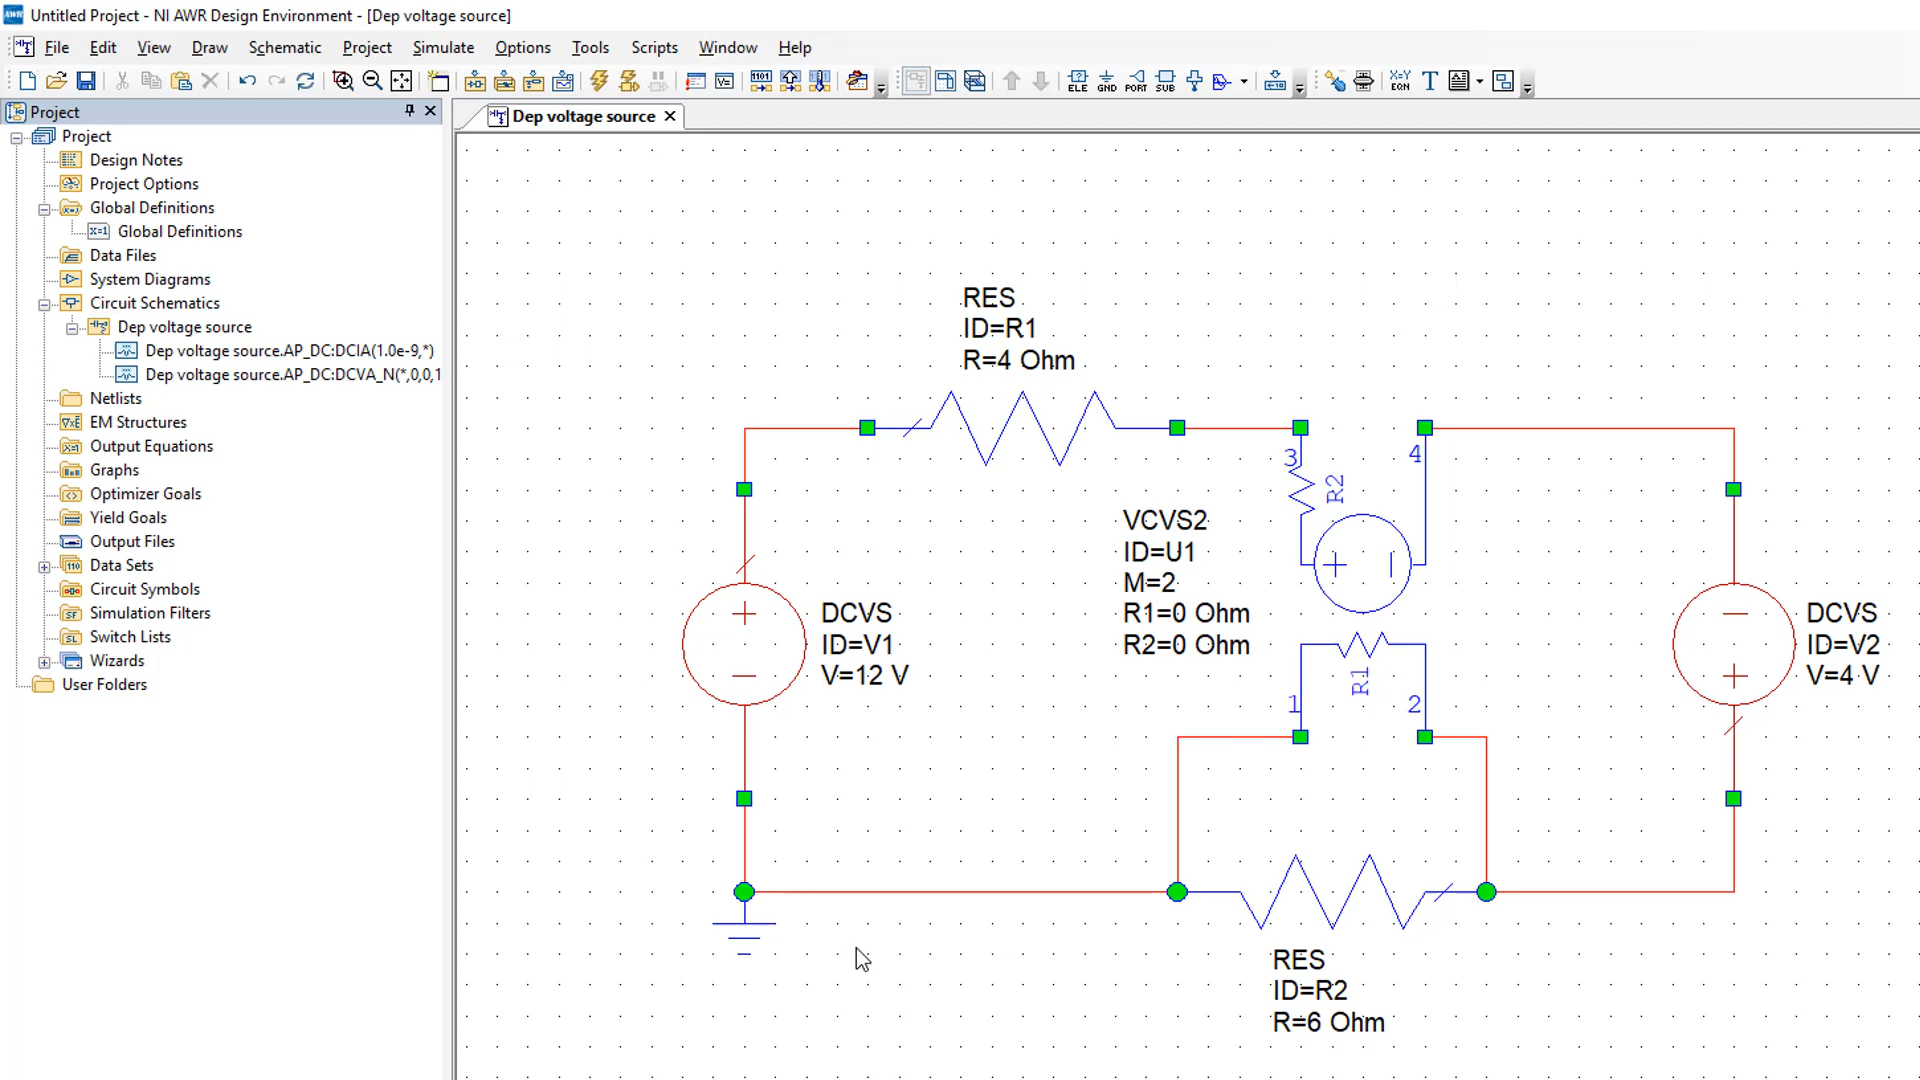 Untitled Project - NI AWR Design Environment - [Dep voltage source]
File Edit View Draw Schematic Project Simulate Options Tools Scripts Window Help
ELE GND PORT SUB X=Y EQN T
Project
Dep voltage source
Project
Design Notes
Project Options
Global Definitions
Global Definitions
Data Files
System Diagrams
Circuit Schematics
Dep voltage source
Dep voltage source.AP_DC:DCIA(1.0e-9,*)
Dep voltage source.AP_DC:DCVA_N(*,0,0,1
Netlists
EM Structures
Output Equations
Graphs
Optimizer Goals
Yield Goals
Output Files
Data Sets
Circuit Symbols
Simulation Filters
Switch Lists
Wizards
User Folders
RES
ID=R1
R=4 Ohm
3
4
R2
VCVS2
ID=U1
M=2
R1=0 Ohm
R2=0 Ohm
DCVS
ID=V1
V=12 V
DCVS
ID=V2
V=4 V
R1
1
2
RES
ID=R2
R=6 Ohm